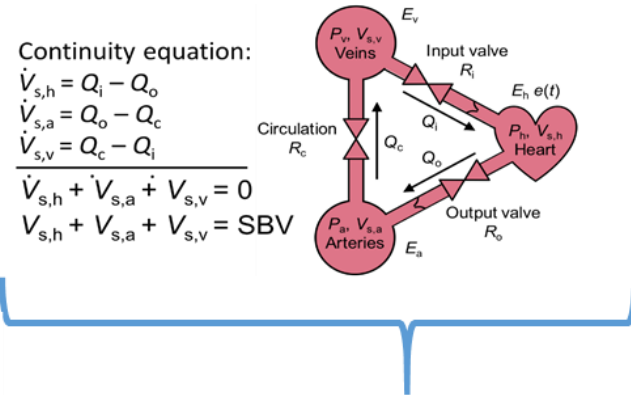 Continuity equation:
V̇s,h = Qi – Qo
V̇s,a = Qo – Qc
V̇s,v = Qc – Qi
V̇s,h + V̇s,a + V̇s,v = 0
Vs,h + Vs,a + Vs,v = SBV
Ev
Pv, Vs,v
Veins
Input valve
Ri
Eh e(t)
Circulation
Rc
Qc
Qi
Qo
Ph, Vs,h
Heart
Pa, Vs,a
Arteries
Output valve
Ro
Ea